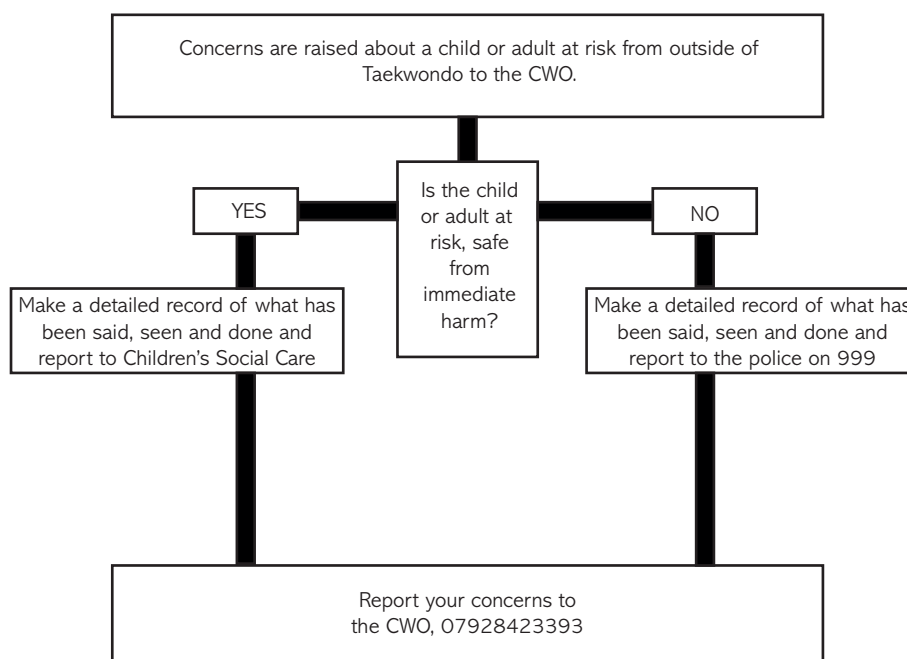 Concerns are raised about a child or adult at risk from outside of
Taekwondo to the CWO.
Is the child
or adult at
risk, safe
from
immediate
harm?
YES
NO
Make a detailed record of what has
been said, seen and done and
report to Children's Social Care
Make a detailed record of what has
been said, seen and done and
report to the police on 999
Report your concerns to
the CWO, 07928423393